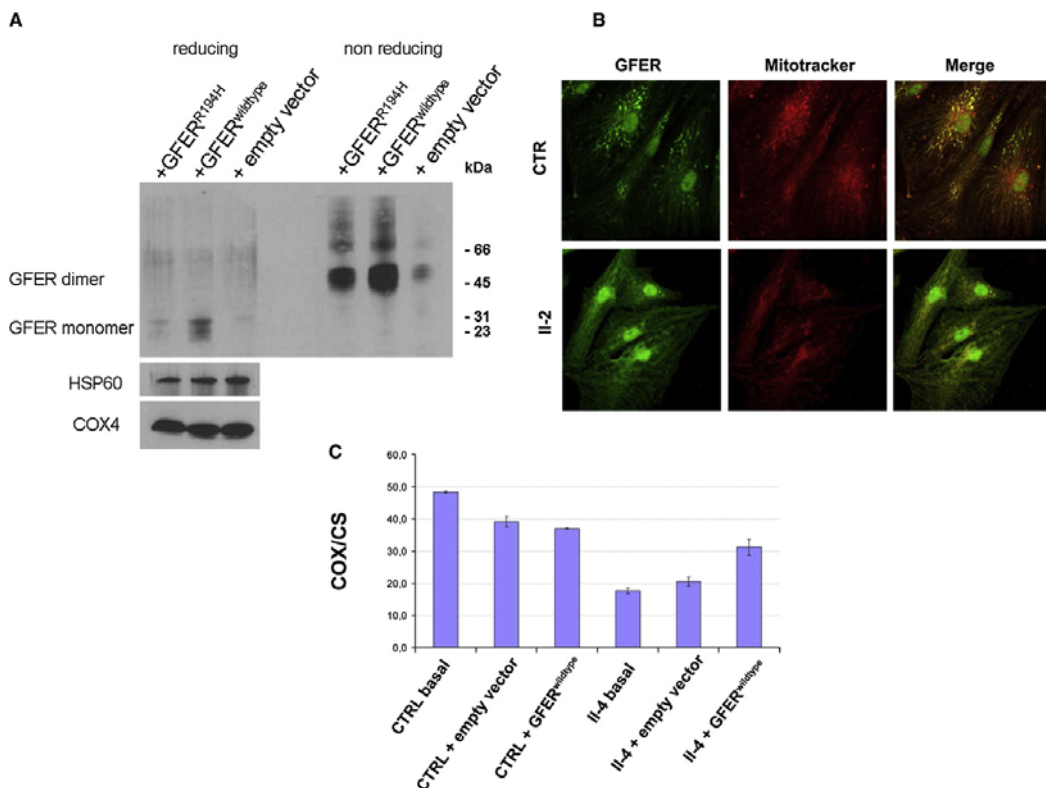 A
reducing
non reducing
+GFER^R194H
+GFER^wildtype
+ empty vector
+GFER^R194H
+GFER^wildtype
+ empty vector
kDa
- 66
GFER dimer
- 45
- 31
GFER monomer
- 23
HSP60
COX4
B
GFER
Mitotracker
Merge
CTR
II-2
C
COX/CS
60,0
50,0
40,0
30,0
20,0
10,0
0,0
CTRL basal
CTRL + empty vector
CTRL + GFER^wildtype
II-4 basal
II-4 + empty vector
II-4 + GFER^wildtype